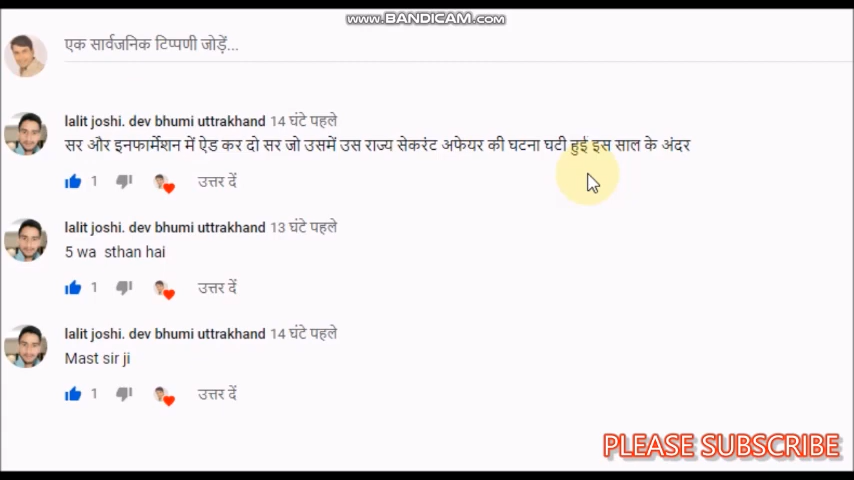 www.BANDICAM.com
एक सार्वजनिक टिप्पणी जोड़ें...
lalit joshi. dev bhumi uttrakhand 14 घंटे पहले
सर और इनफार्मेशन में ऐड कर दो सर जो उसमें उस राज्य सेकरंट अफेयर की घटना घटी हुई इस साल के अंदर
1 उत्तर दें
lalit joshi. dev bhumi uttrakhand 13 घंटे पहले
5 wa sthan hai
1 उत्तर दें
lalit joshi. dev bhumi uttrakhand 14 घंटे पहले
Mast sir ji
1 उत्तर दें
PLEASE SUBSCRIBE